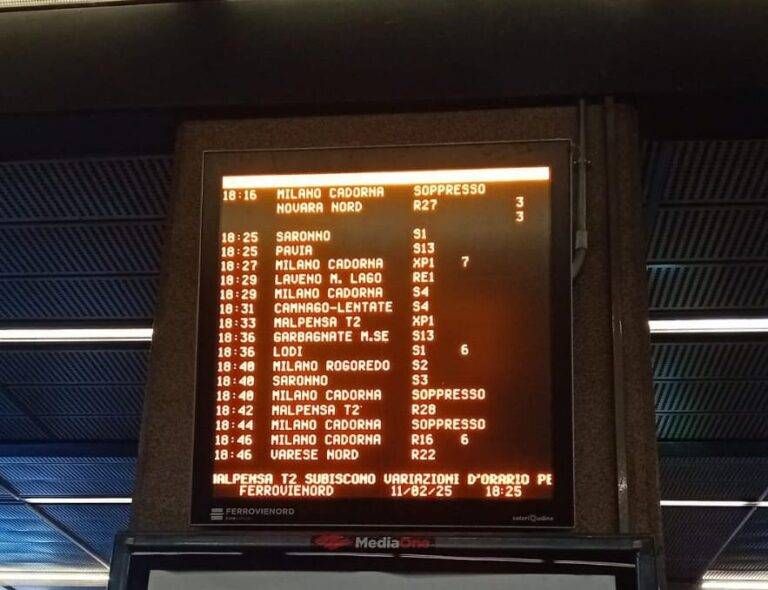 18:16 MILANO CADORNA SOPPRESSO
NOVARA NORD R27 3
3
18:25 SARONNO S1
18:25 PAVIA S13
18:27 MILANO CADORNA XP1 7
18:29 LAVENO M. LAGO RE1
18:29 MILANO CADORNA S4
18:31 CAMNAGO-LENTATE S4
18:33 MALPENSA T2 XP1
18:36 GARBAGNATE M.SE S13
18:36 LODI S1 6
18:40 MILANO ROGOREDO S2
18:40 SARONNO S3
18:40 MILANO CADORNA SOPPRESSO
18:42 MALPENSA T2 R28
18:44 MILANO CADORNA SOPPRESSO
18:46 MILANO CADORNA R16 6
18:46 VARESE NORD R22
MALPENSA T2 SUBISCONO VARIAZIONI D'ORARIO PE
FERROVIENORD 11/02/25 18:25
FERROVIENORD
MediaOne